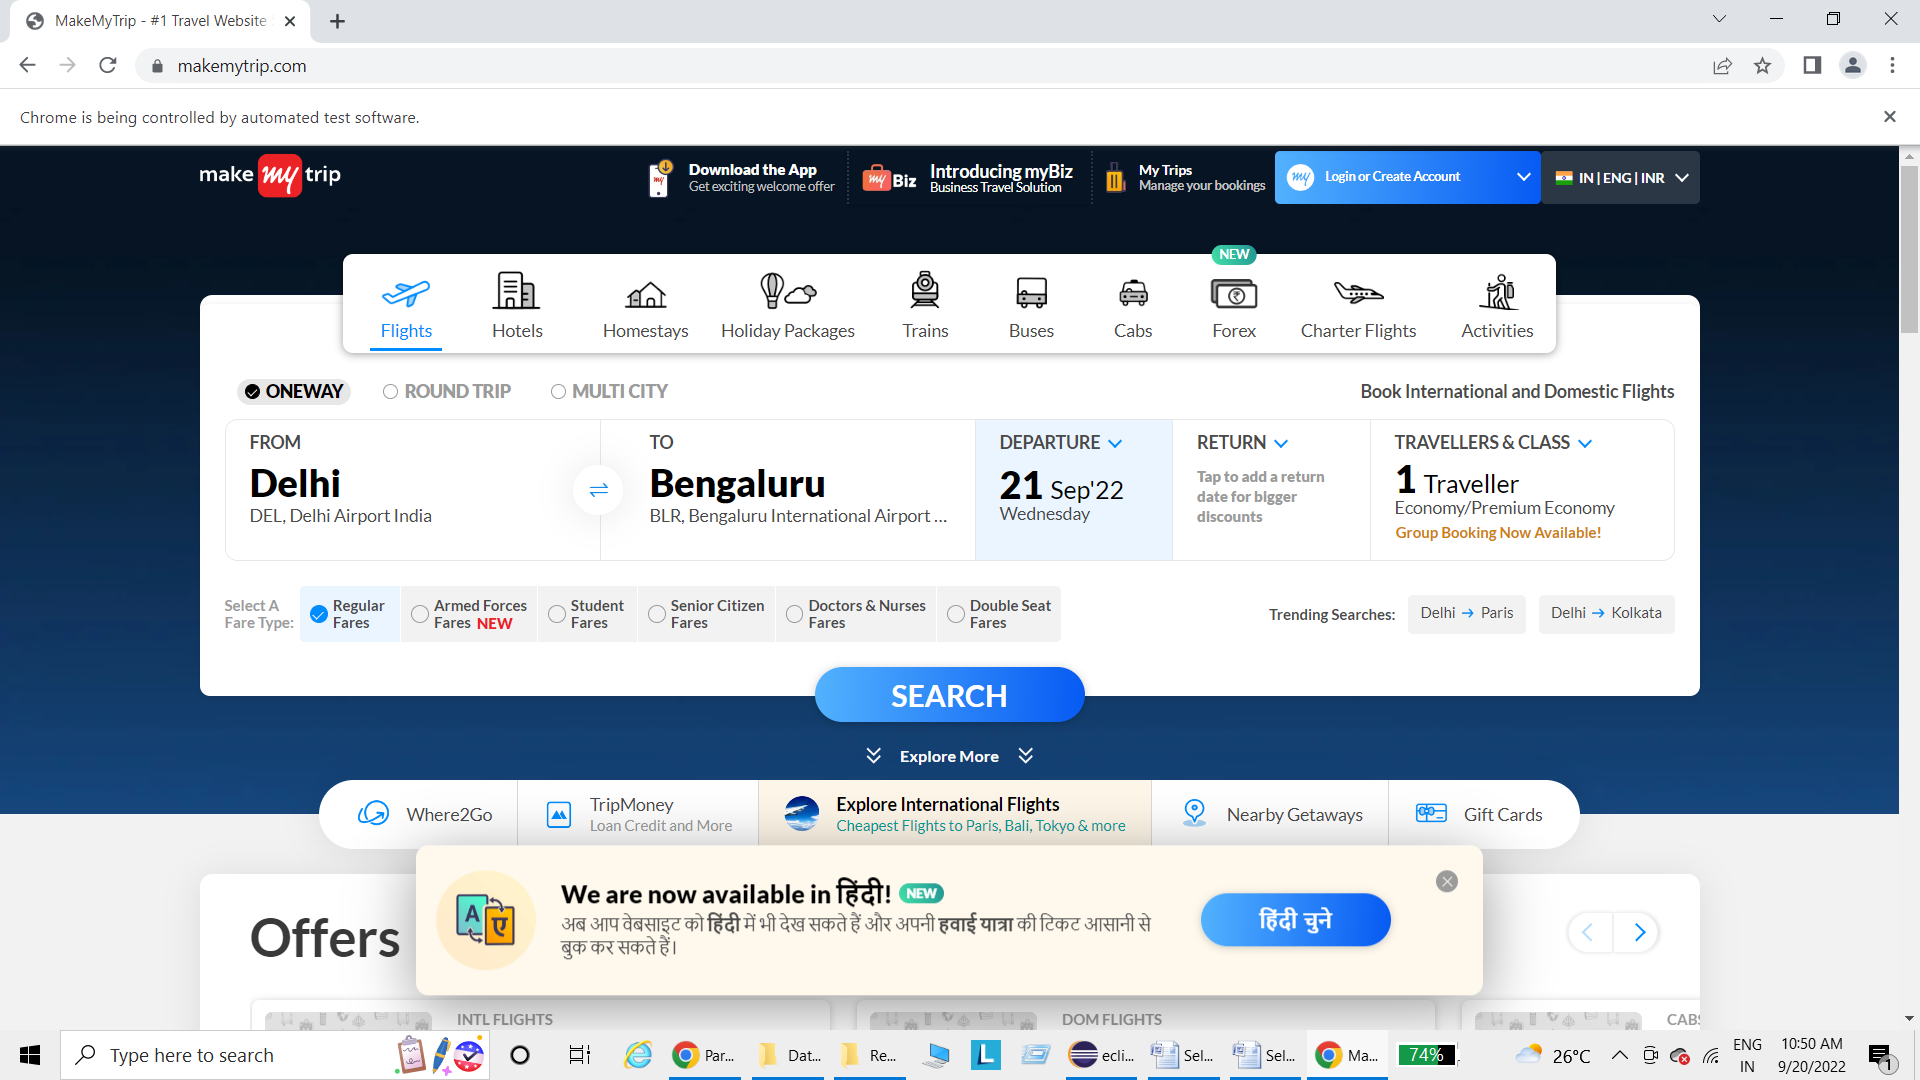 MakeMyTrip - #1 Travel Website
makemytrip.com
Chrome is being controlled by automated test software.
make my trip
Download the App
Get exciting welcome offer
my Biz
Introducing myBiz
Business Travel Solution
My Trips
Manage your bookings
my
Login or Create Account
IN | ENG | INR
NEW
Flights
Hotels
Homestays
Holiday Packages
Trains
Buses
Cabs
Forex
Charter Flights
Activities
ONEWAY
ROUND TRIP
MULTI CITY
Book International and Domestic Flights
FROM
Delhi
DEL, Delhi Airport India
TO
Bengaluru
BLR, Bengaluru International Airport ...
DEPARTURE
21 Sep'22
Wednesday
RETURN
Tap to add a return
date for bigger
discounts
TRAVELLERS & CLASS
1 Traveller
Economy/Premium Economy
Group Booking Now Available!
Select A
Fare Type:
Regular
Fares
Armed Forces
Fares NEW
Student
Fares
Senior Citizen
Fares
Doctors & Nurses
Fares
Double Seat
Fares
Trending Searches:
Delhi → Paris
Delhi → Kolkata
SEARCH
Explore More
Where2Go
TripMoney
Loan Credit and More
Explore International Flights
Cheapest Flights to Paris, Bali, Tokyo & more
Nearby Getaways
Gift Cards
Offers
A
ए
We are now available in हिंदी! NEW
अब आप वेबसाइट को हिंदी में भी देख सकते हैं और अपनी हवाई यात्रा की टिकट आसानी से
बुक कर सकते हैं।
हिंदी चुने
INTL FLIGHTS
DOM FLIGHTS
CABS
Type here to search
Par...
Dat...
Re...
L
ecli...
Sel...
Sel...
Ma...
74%
26°C
ENG
IN
10:50 AM
9/20/2022
1